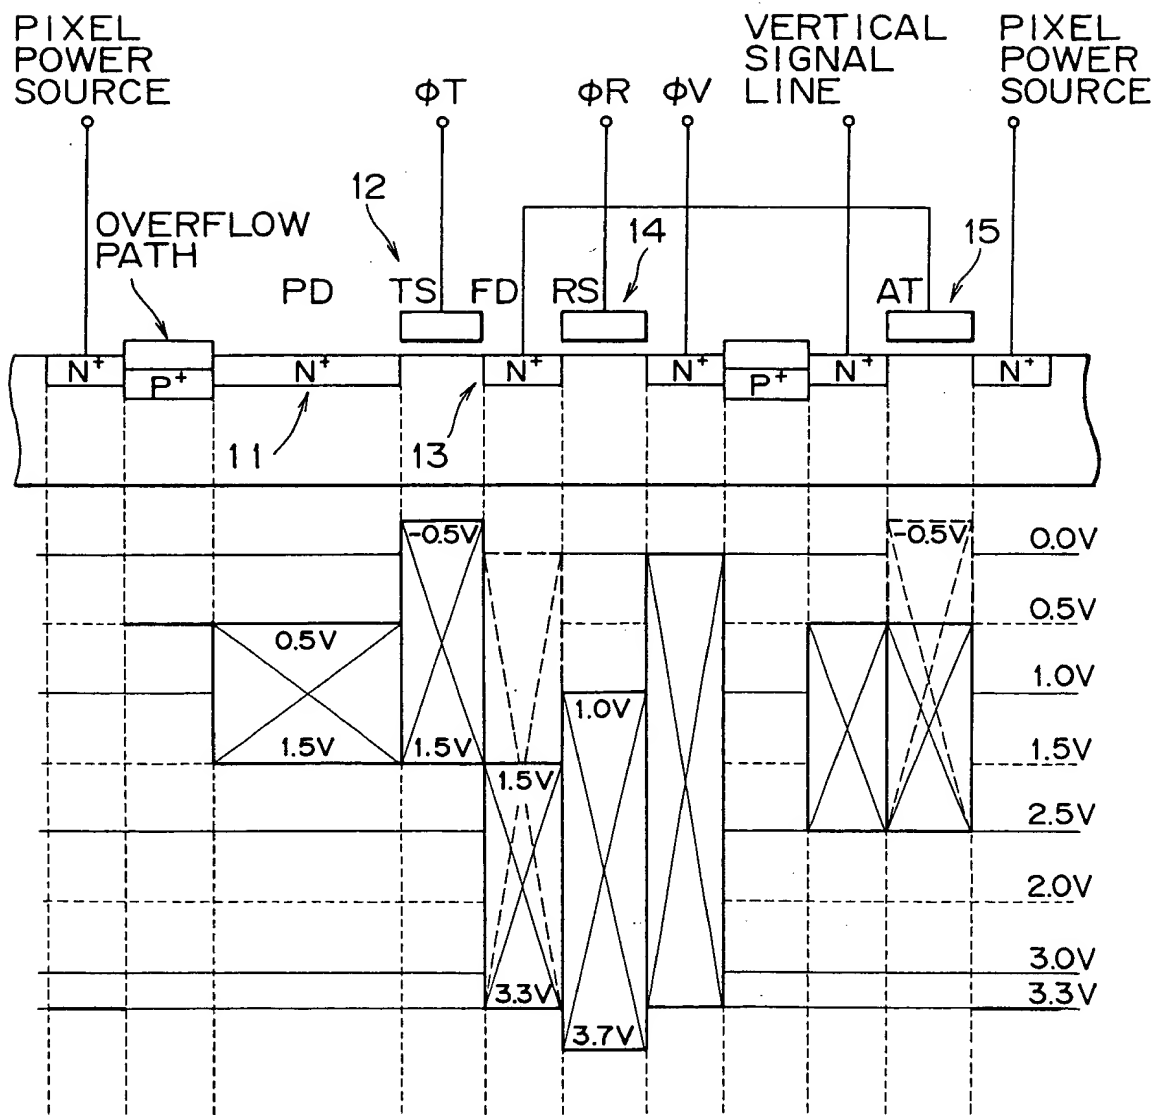 PIXEL
POWER
SOURCE
ΦT
ΦR
ΦV
VERTICAL
SIGNAL
LINE
PIXEL
POWER
SOURCE
OVERFLOW
PATH
12
14
15
PD
TS
FD
RS
AT
N+
P+
N+
N+
N+
P+
N+
N+
11
13
-0.5V
-0.5V
0.0V
0.5V
0.5V
1.0V
1.0V
1.5V
1.5V
1.5V
1.5V
2.5V
2.0V
3.0V
3.3V
3.3V
3.7V